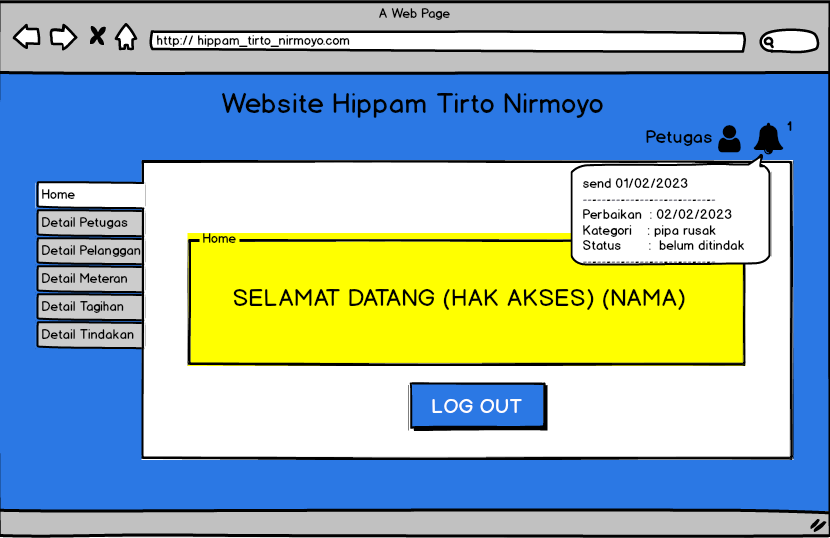 A Web Page
http:// hippam_tirto_nirmoyo.com
Website Hippam Tirto Nirmoyo
Petugas
1
send 01/02/2023
------------------------
Perbaikan : 02/02/2023
Kategori : pipa rusak
Status : belum ditindak
------------------------
Home
Detail Petugas
Detail Pelanggan
Detail Meteran
Detail Tagihan
Detail Tindakan
Home
SELAMAT DATANG (HAK AKSES) (NAMA)
LOG OUT